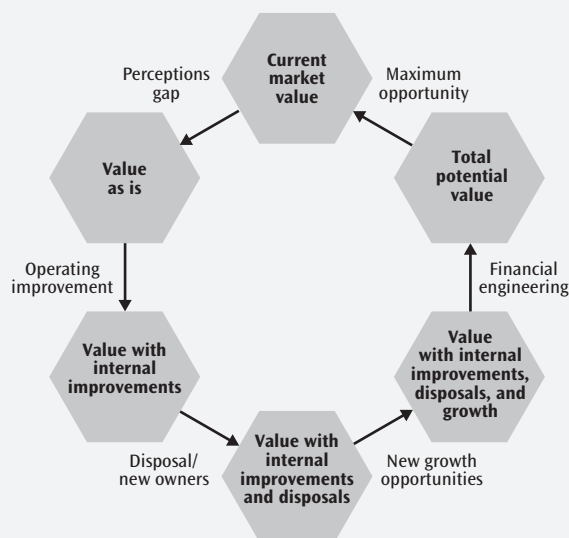 Current
market
value
Perceptions
gap
Maximum
opportunity
Value
as is
Total
potential
value
Operating
improvement
Financial
engineering
Value with
internal
improvements
Value
with internal
improvements,
disposals, and
growth
Disposal/
new owners
Value with
internal
improvements
and disposals
New growth
opportunities